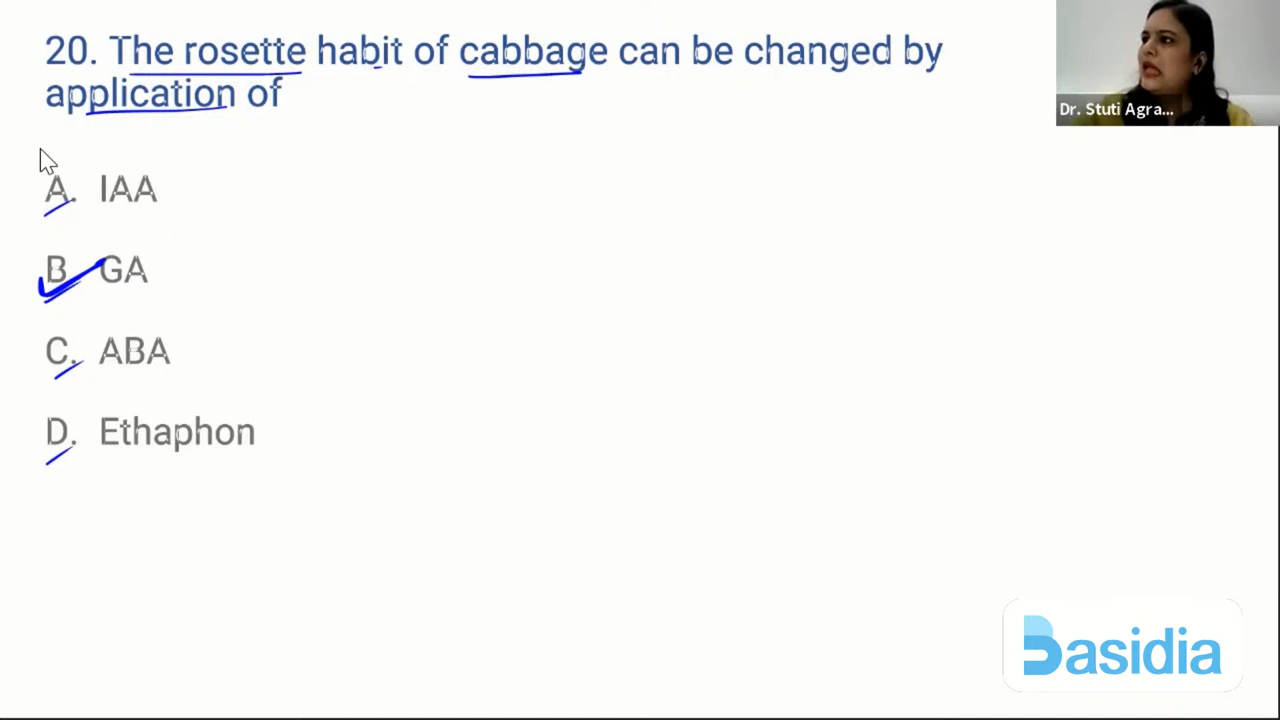 20. The rosette habit of cabbage can be changed by
application of
Dr. Stuti Agra...
A. IAA
B. GA
C. ABA
D. Ethaphon
Basidia